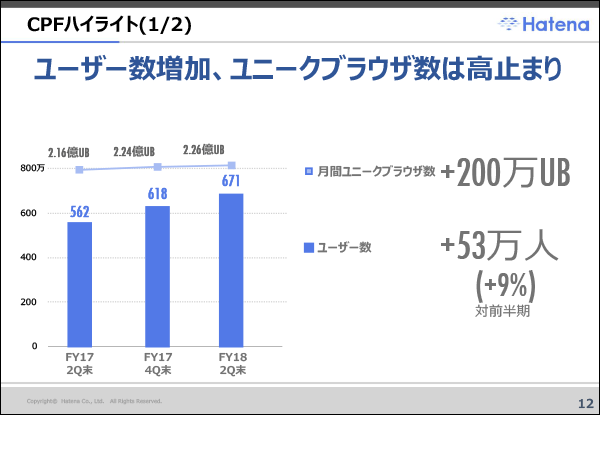 CPFハイライト(1/2)
Hatena
ユーザー数増加、ユニークブラウザ数は高止まり
2.16億UB
2.24億UB
2.26億UB
800万
600
400
200
0
562
618
671
FY17
2Q末
FY17
4Q末
FY18
2Q末
月間ユニークブラウザ数
+200万UB
ユーザー数
+53万人
(+9%)
対前半期
Copyright© Hatena Co., Ltd. All Rights Reserved.
12